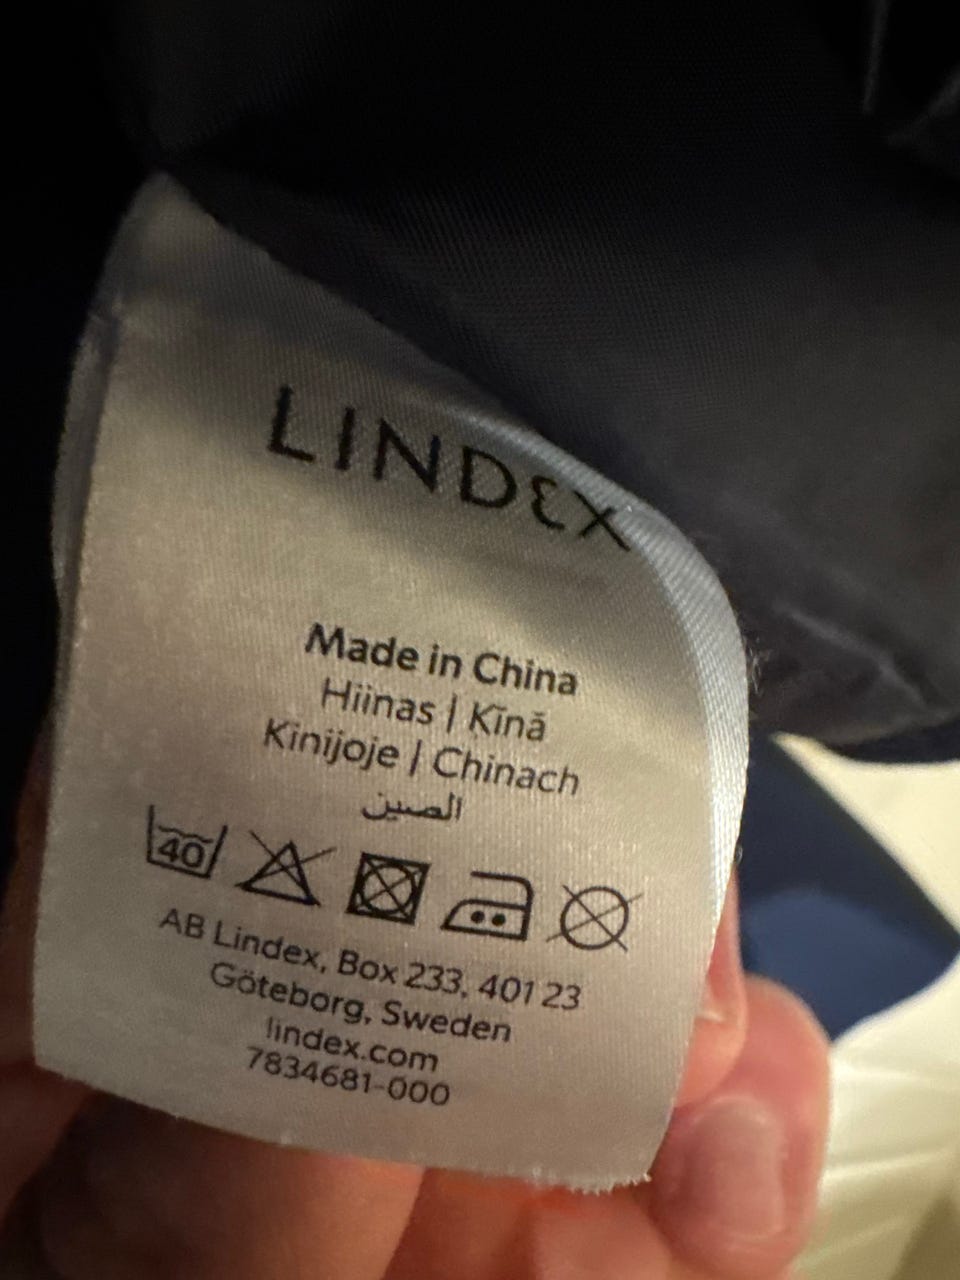 LINDEX
Made in China
Hiinas | Ķīnā
Kinijoje | Chinach
الصين
40
AB Lindex, Box 233, 401 23
Göteborg, Sweden
lindex.com
7834681-000